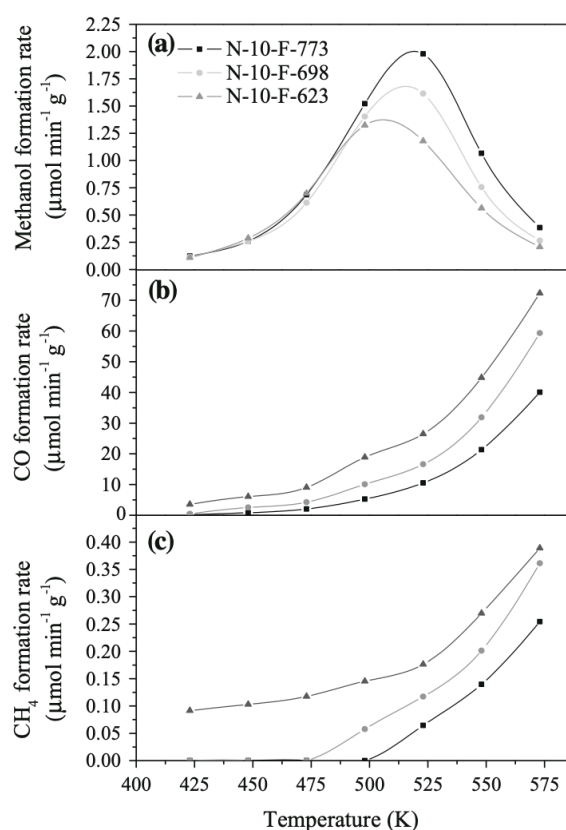 (a)
N-10-F-773
N-10-F-698
N-10-F-623
Methanol formation rate
(μmol min⁻¹ g⁻¹)
2.25
2.00
1.75
1.50
1.25
1.00
0.75
0.50
0.25
0.00
(b)
CO formation rate
(μmol min⁻¹ g⁻¹)
70
60
50
40
30
20
10
0
(c)
CH₄ formation rate
(μmol min⁻¹ g⁻¹)
0.40
0.35
0.30
0.25
0.20
0.15
0.10
0.05
0.00
400 425 450 475 500 525 550 575
Temperature (K)